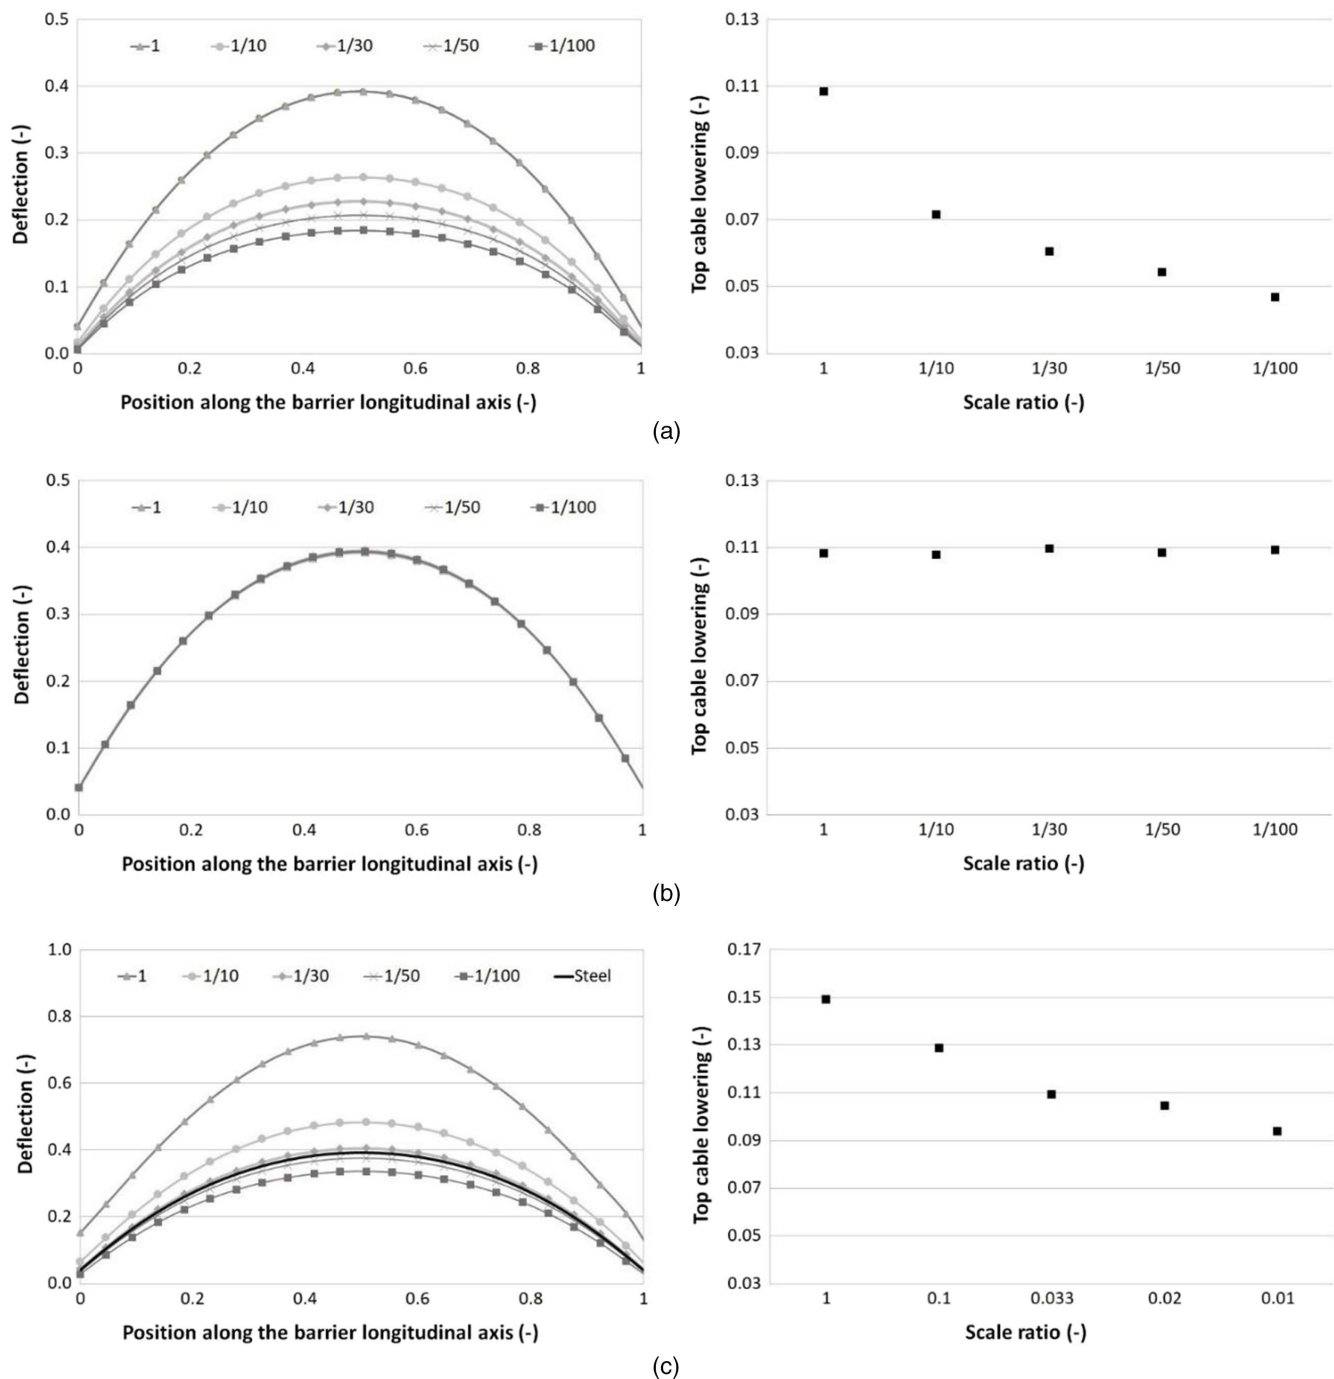 0.5
1 1/10 1/30 1/50 1/100
0.4
0.3
0.2
0.1
0.0
Deflection (-)
0 0.2 0.4 0.6 0.8 1
Position along the barrier longitudinal axis (-)
0.13
0.11
0.09
0.07
0.05
0.03
Top cable lowering (-)
1 1/10 1/30 1/50 1/100
Scale ratio (-)
(a)
0.5
1 1/10 1/30 1/50 1/100
0.4
0.3
0.2
0.1
0.0
Deflection (-)
0 0.2 0.4 0.6 0.8 1
Position along the barrier longitudinal axis (-)
0.13
0.11
0.09
0.07
0.05
0.03
Top cable lowering (-)
1 1/10 1/30 1/50 1/100
Scale ratio (-)
(b)
1.0
1 1/10 1/30 1/50 1/100 Steel
0.8
0.6
0.4
0.2
0.0
Deflection (-)
0 0.2 0.4 0.6 0.8 1
Position along the barrier longitudinal axis (-)
0.17
0.15
0.13
0.11
0.09
0.07
0.05
0.03
Top cable lowering (-)
1 0.1 0.033 0.02 0.01
Scale ratio (-)
(c)